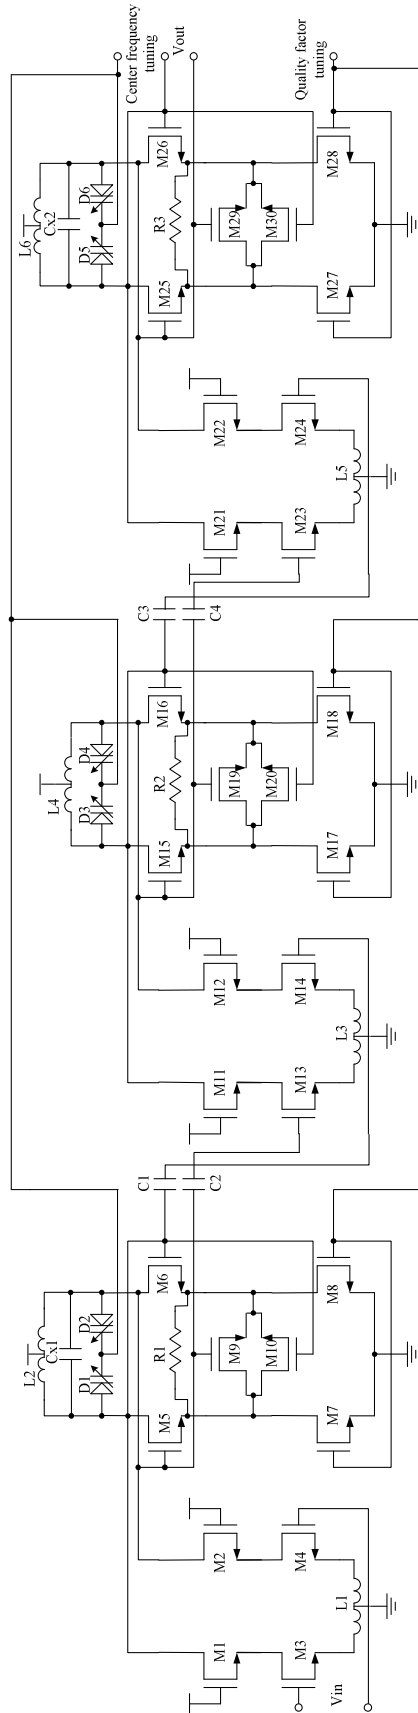 Center frequency
tuning
Vout
Quality factor
tuning
L6
Cx2
D5
D6
M25
M26
R3
M29
M30
M27
M28
M21
M22
M23
M24
L5
C3
C4
L4
D3
D4
M15
M16
R2
M19
M20
M17
M18
M11
M12
M13
M14
L3
C1
C2
L2
Cx1
D1
D2
M5
M6
R1
M9
M10
M7
M8
M1
M2
M3
M4
L1
Vin